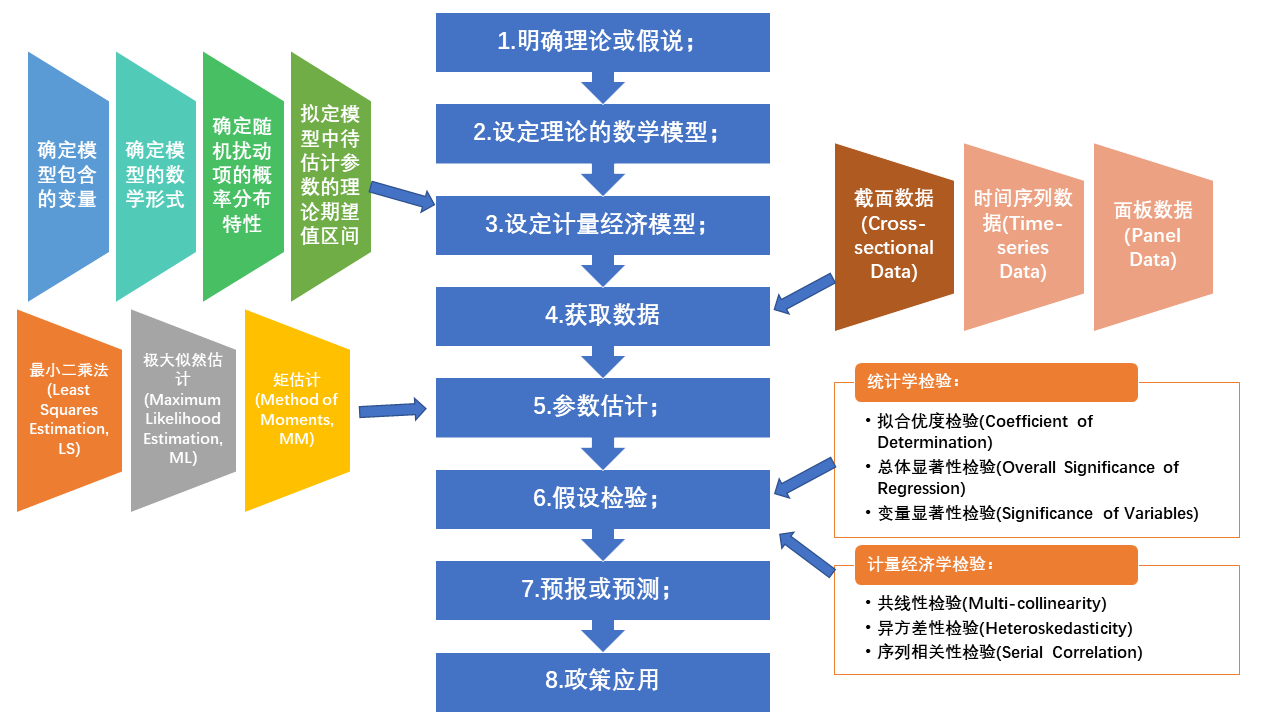 1.明确理论或假说；
2.设定理论的数学模型；
3.设定计量经济模型；
4.获取数据
5.参数估计；
6.假设检验；
7.预报或预测；
8.政策应用
确定模
型包含
的变量
确定模
型的数
学形式
确定随
机扰动
项的概
率分布
特性
拟定模
型中待
估计参
数的理
论期望
值区间
最小二乘法
(Least
Squares
Estimation,
LS)
极大似然估
计
(Maximum
Likelihood
Estimation,
ML)
矩估计
(Method of
Moments,
MM)
截面数据
(Cross-
sectional
Data)
时间序列数
据(Time-
series
Data)
面板数据
(Panel
Data)
统计学检验：
• 拟合优度检验(Coefficient of
Determination)
• 总体显著性检验(Overall Significance of
Regression)
• 变量显著性检验(Significance of Variables)
计量经济学检验：
• 共线性检验(Multi-collinearity)
• 异方差性检验(Heteroskedasticity)
• 序列相关性检验(Serial Correlation)